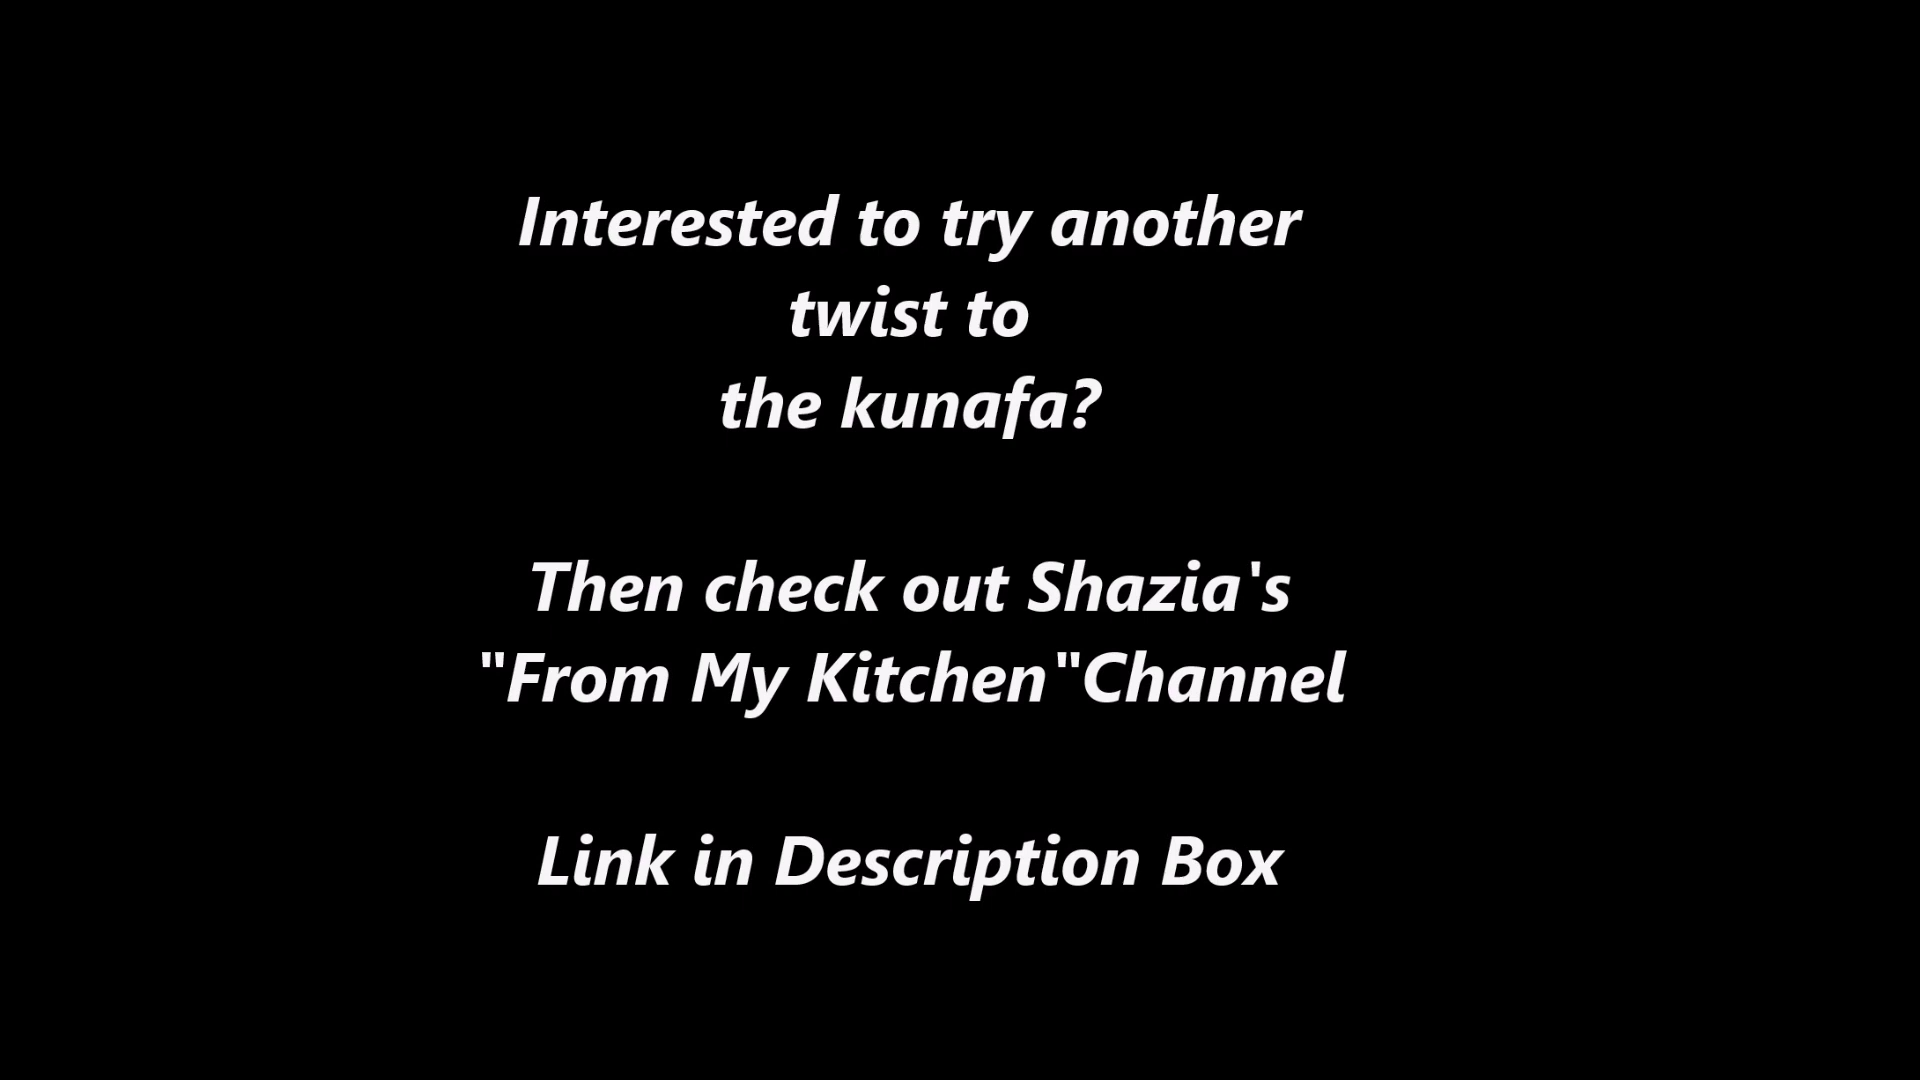 Interested to try another
twist to
the kunafa?
Then check out Shazia's
"From My Kitchen"Channel
Link in Description Box